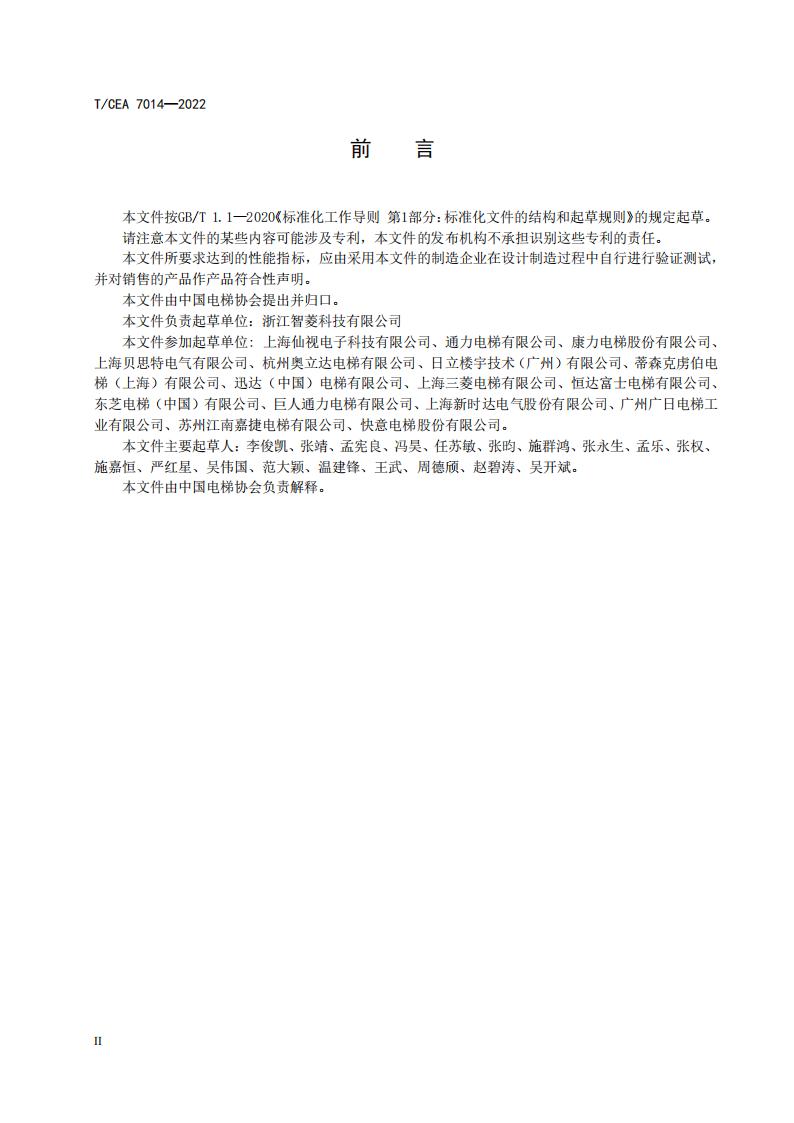 T/CEA 7014—2022
前　　言
本文件按GB/T 1.1—2020《标准化工作导则 第1部分：标准化文件的结构和起草规则》的规定起草。
请注意本文件的某些内容可能涉及专利，本文件的发布机构不承担识别这些专利的责任。
本文件所要求达到的性能指标，应由采用本文件的制造企业在设计制造过程中自行进行验证测试，
并对销售的产品作产品符合性声明。
本文件由中国电梯协会提出并归口。
本文件负责起草单位：浙江智菱科技有限公司
本文件参加起草单位：上海仙视电子科技有限公司、通力电梯有限公司、康力电梯股份有限公司、
上海贝思特电气有限公司、杭州奥立达电梯有限公司、日立楼宇技术（广州）有限公司、蒂森克虏伯电
梯（上海）有限公司、迅达（中国）电梯有限公司、上海三菱电梯有限公司、恒达富士电梯有限公司、
东芝电梯（中国）有限公司、巨人通力电梯有限公司、上海新时达电气股份有限公司、广州广日电梯工
业有限公司、苏州江南嘉捷电梯有限公司、快意电梯股份有限公司。
本文件主要起草人：李俊凯、张靖、孟宪良、冯昊、任苏敏、张昀、施群鸿、张永生、孟乐、张权、
施嘉恒、严红星、吴伟国、范大颖、温建锋、王武、周德颀、赵碧涛、吴开斌。
本文件由中国电梯协会负责解释。
II